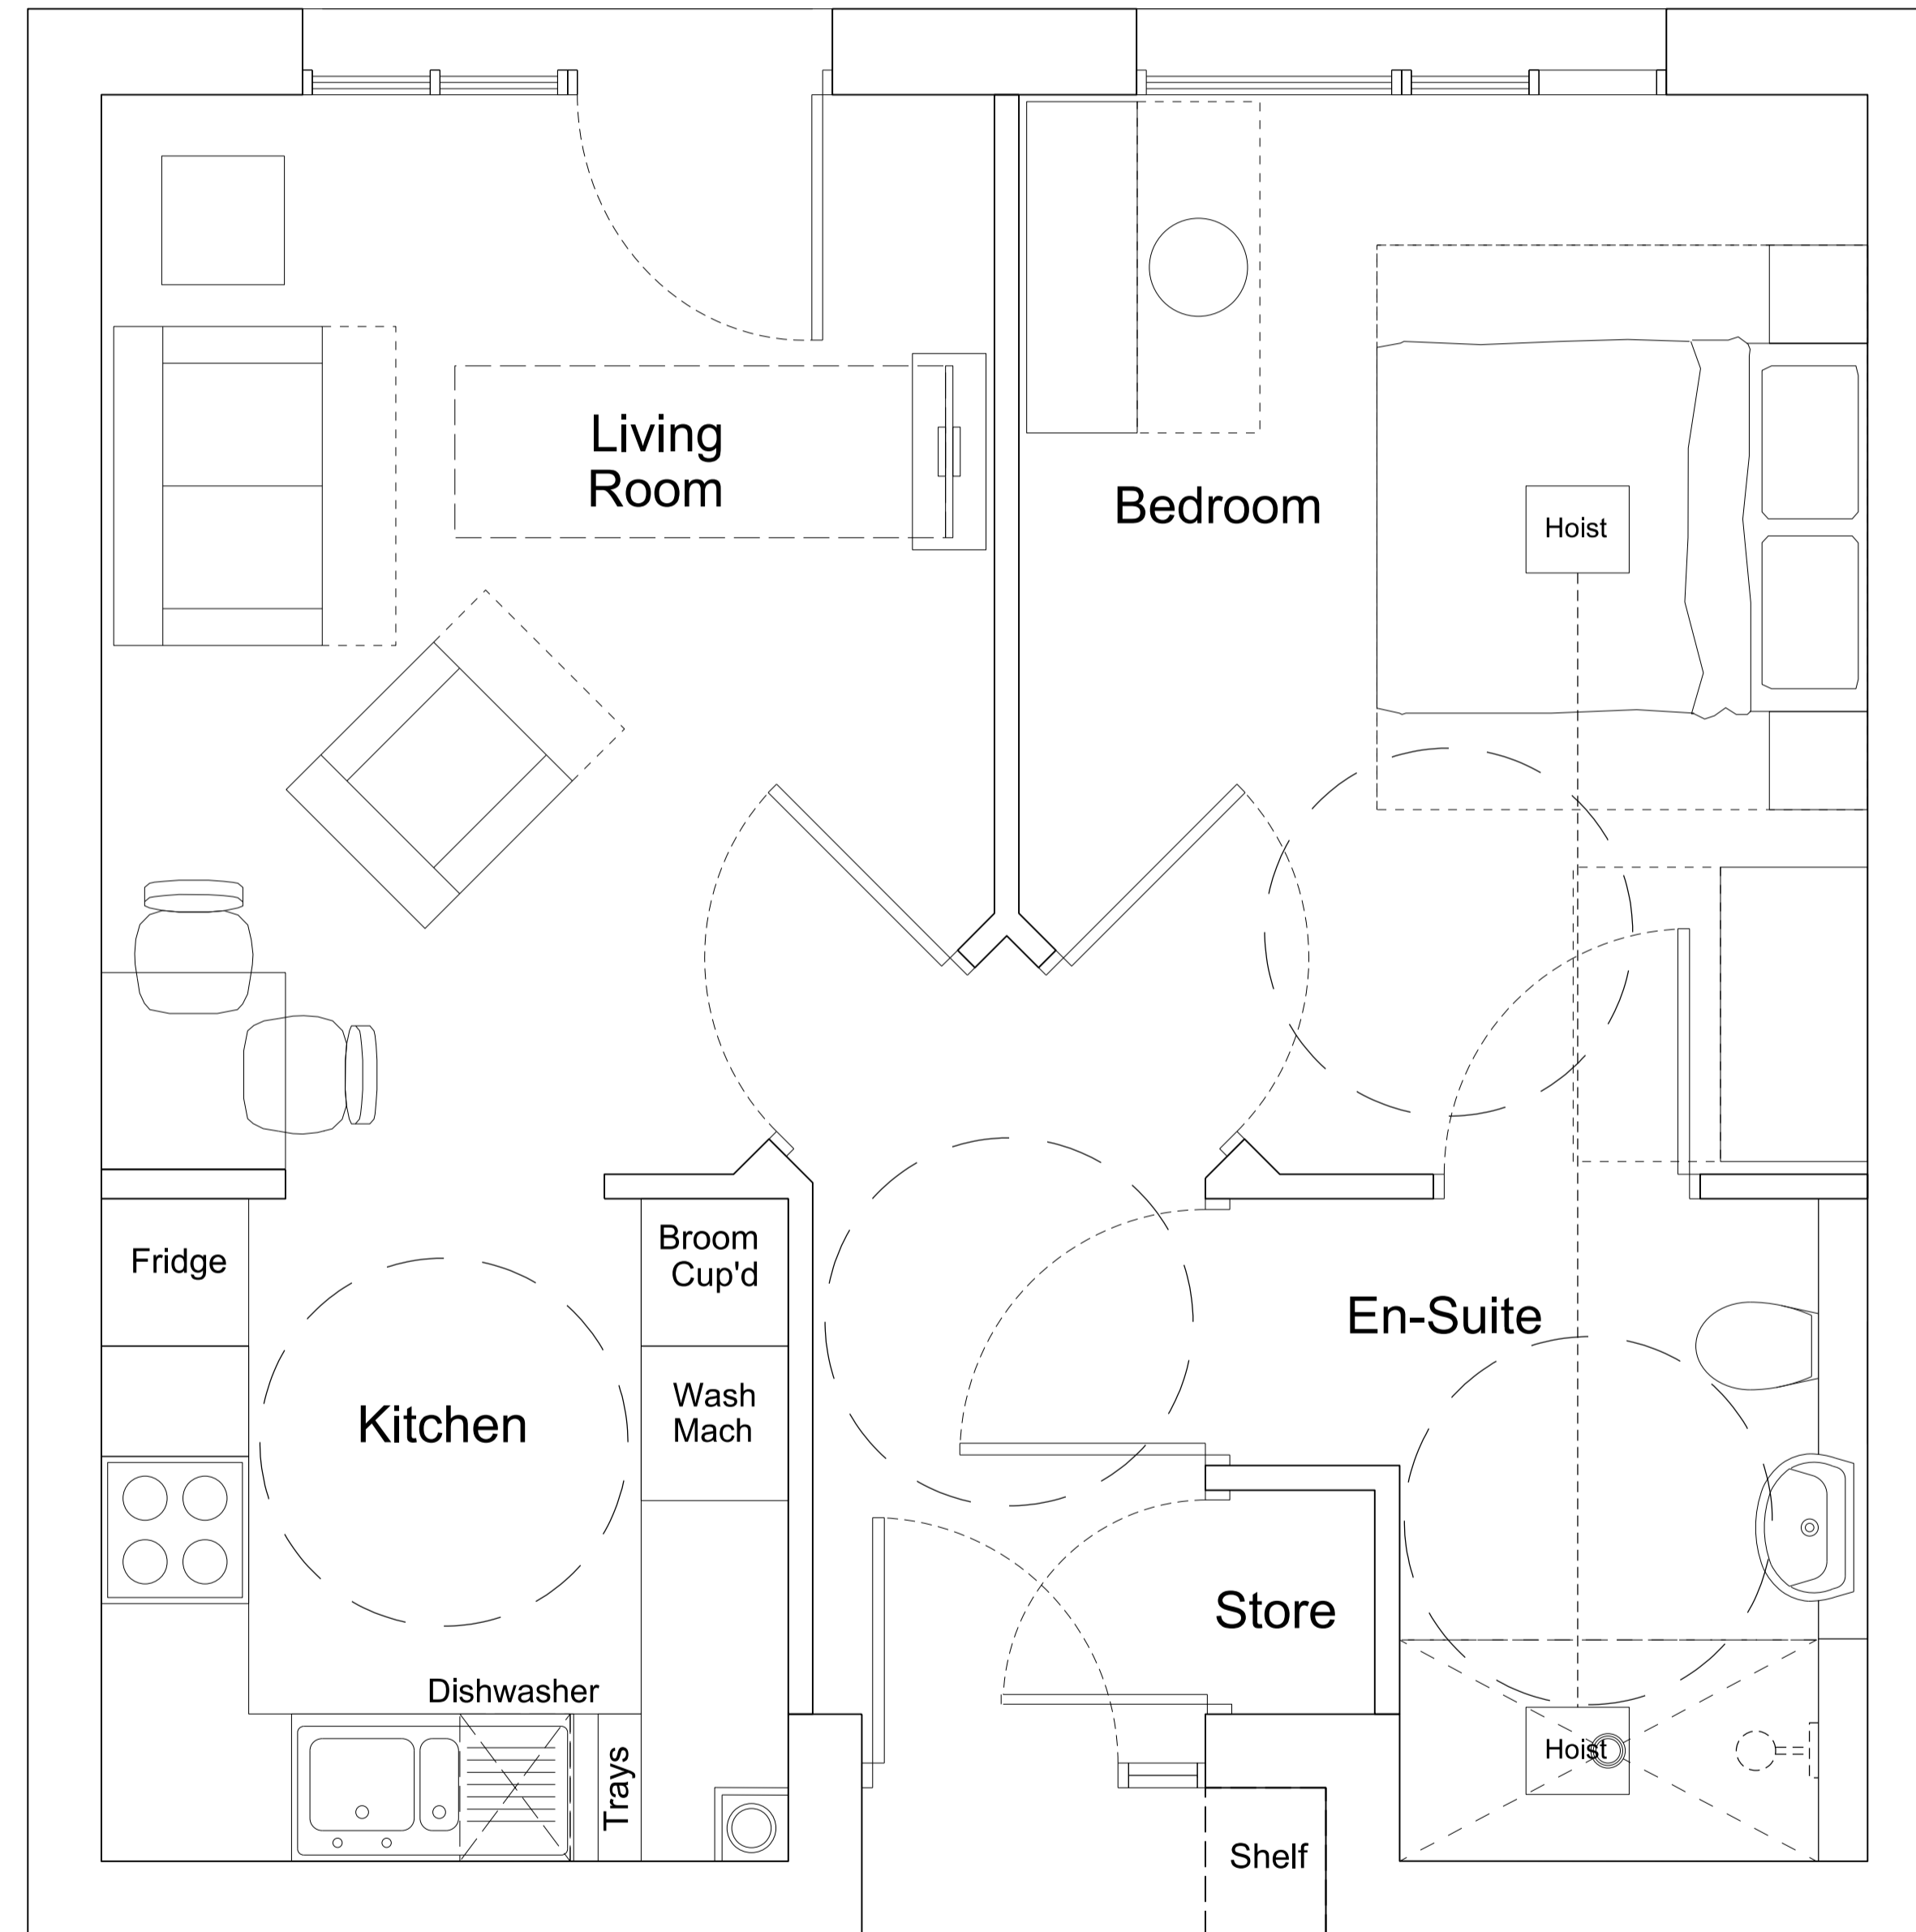 Living
Room
Bedroom
Hoist
Fridge
Broom
Cup'd
En-Suite
Wash
Mach
Kitchen
Store
Dishwasher
Trays
Hoist
Shelf